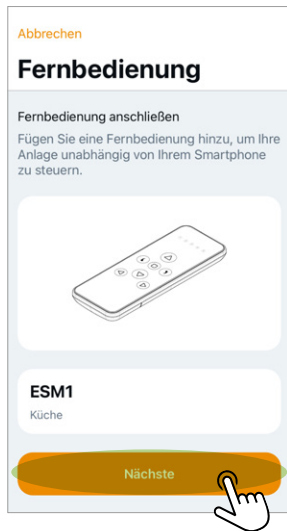 Abbrechen
Fernbedienung
Fernbedienung anschließen
Fügen Sie eine Fernbedienung hinzu, um Ihre
Anlage unabhängig von Ihrem Smartphone
zu steuern.
ESM1
Küche
Nächste